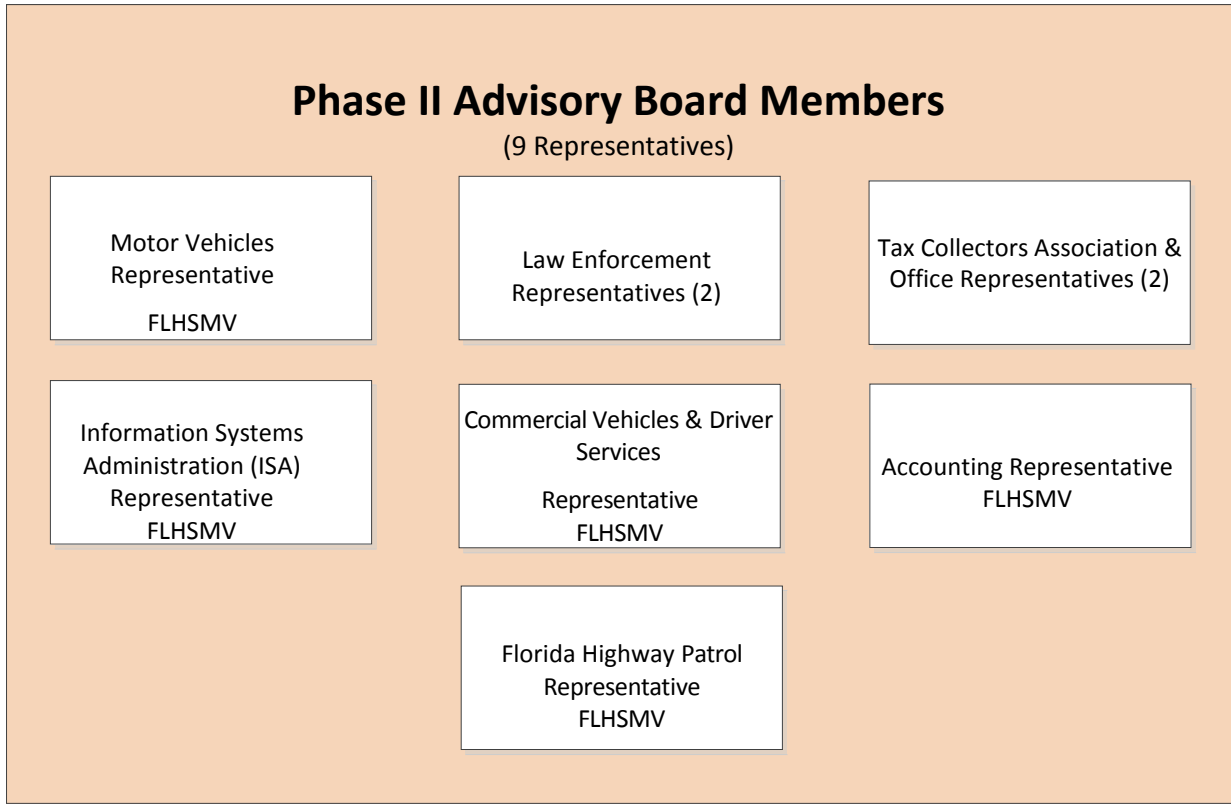 Phase II Advisory Board Members
(9 Representatives)
Motor Vehicles
Representative
FLHSMV
Law Enforcement
Representatives (2)
Tax Collectors Association &
Office Representatives (2)
Information Systems
Administration (ISA)
Representative
FLHSMV
Commercial Vehicles & Driver
Services
Representative
FLHSMV
Accounting Representative
FLHSMV
Florida Highway Patrol
Representative
FLHSMV